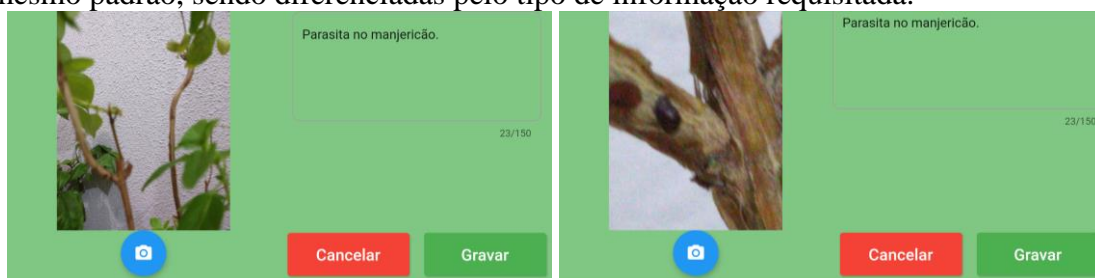 mesmo padrão, sendo diferenciadas pelo tipo de informação requisitada.
Parasita no manjericão.
23/150
Cancelar Gravar
Parasita no manjericão.
23/150
Cancelar Gravar